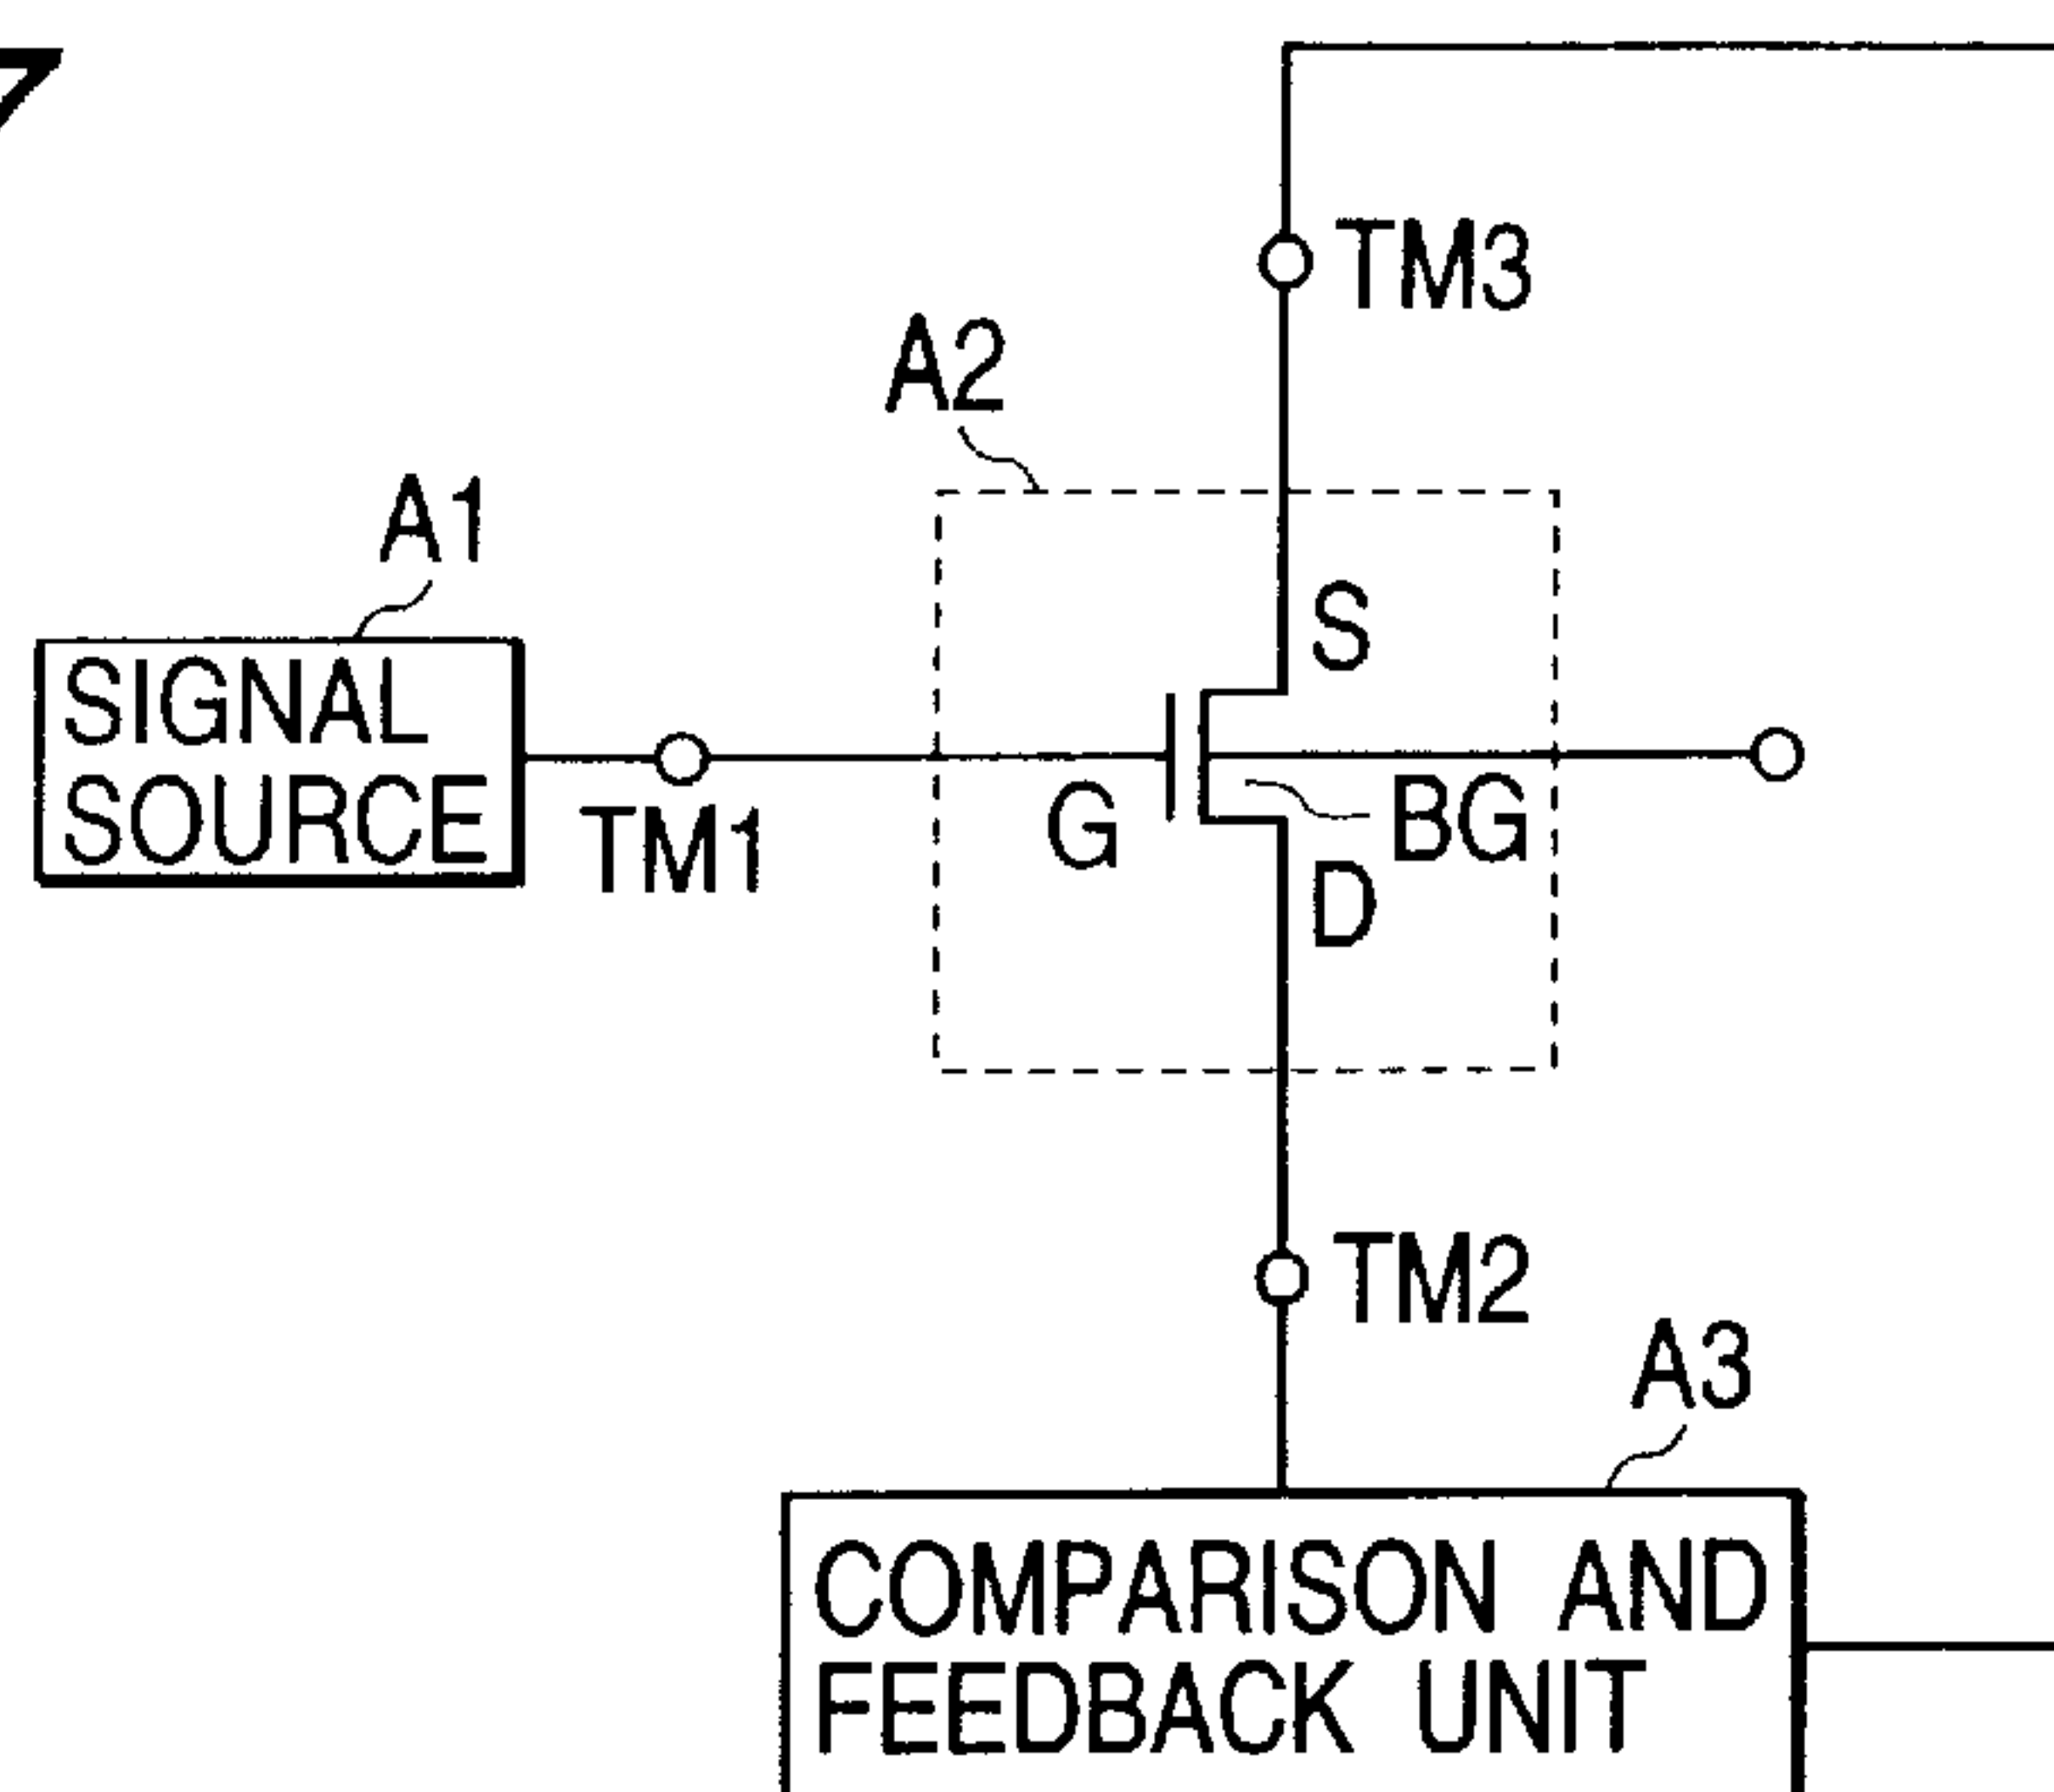 TM3
A2
A1
S
SIGNAL
SOURCE
TM1
G
BG
D
TM2
A3
COMPARISON AND
FEEDBACK UNIT